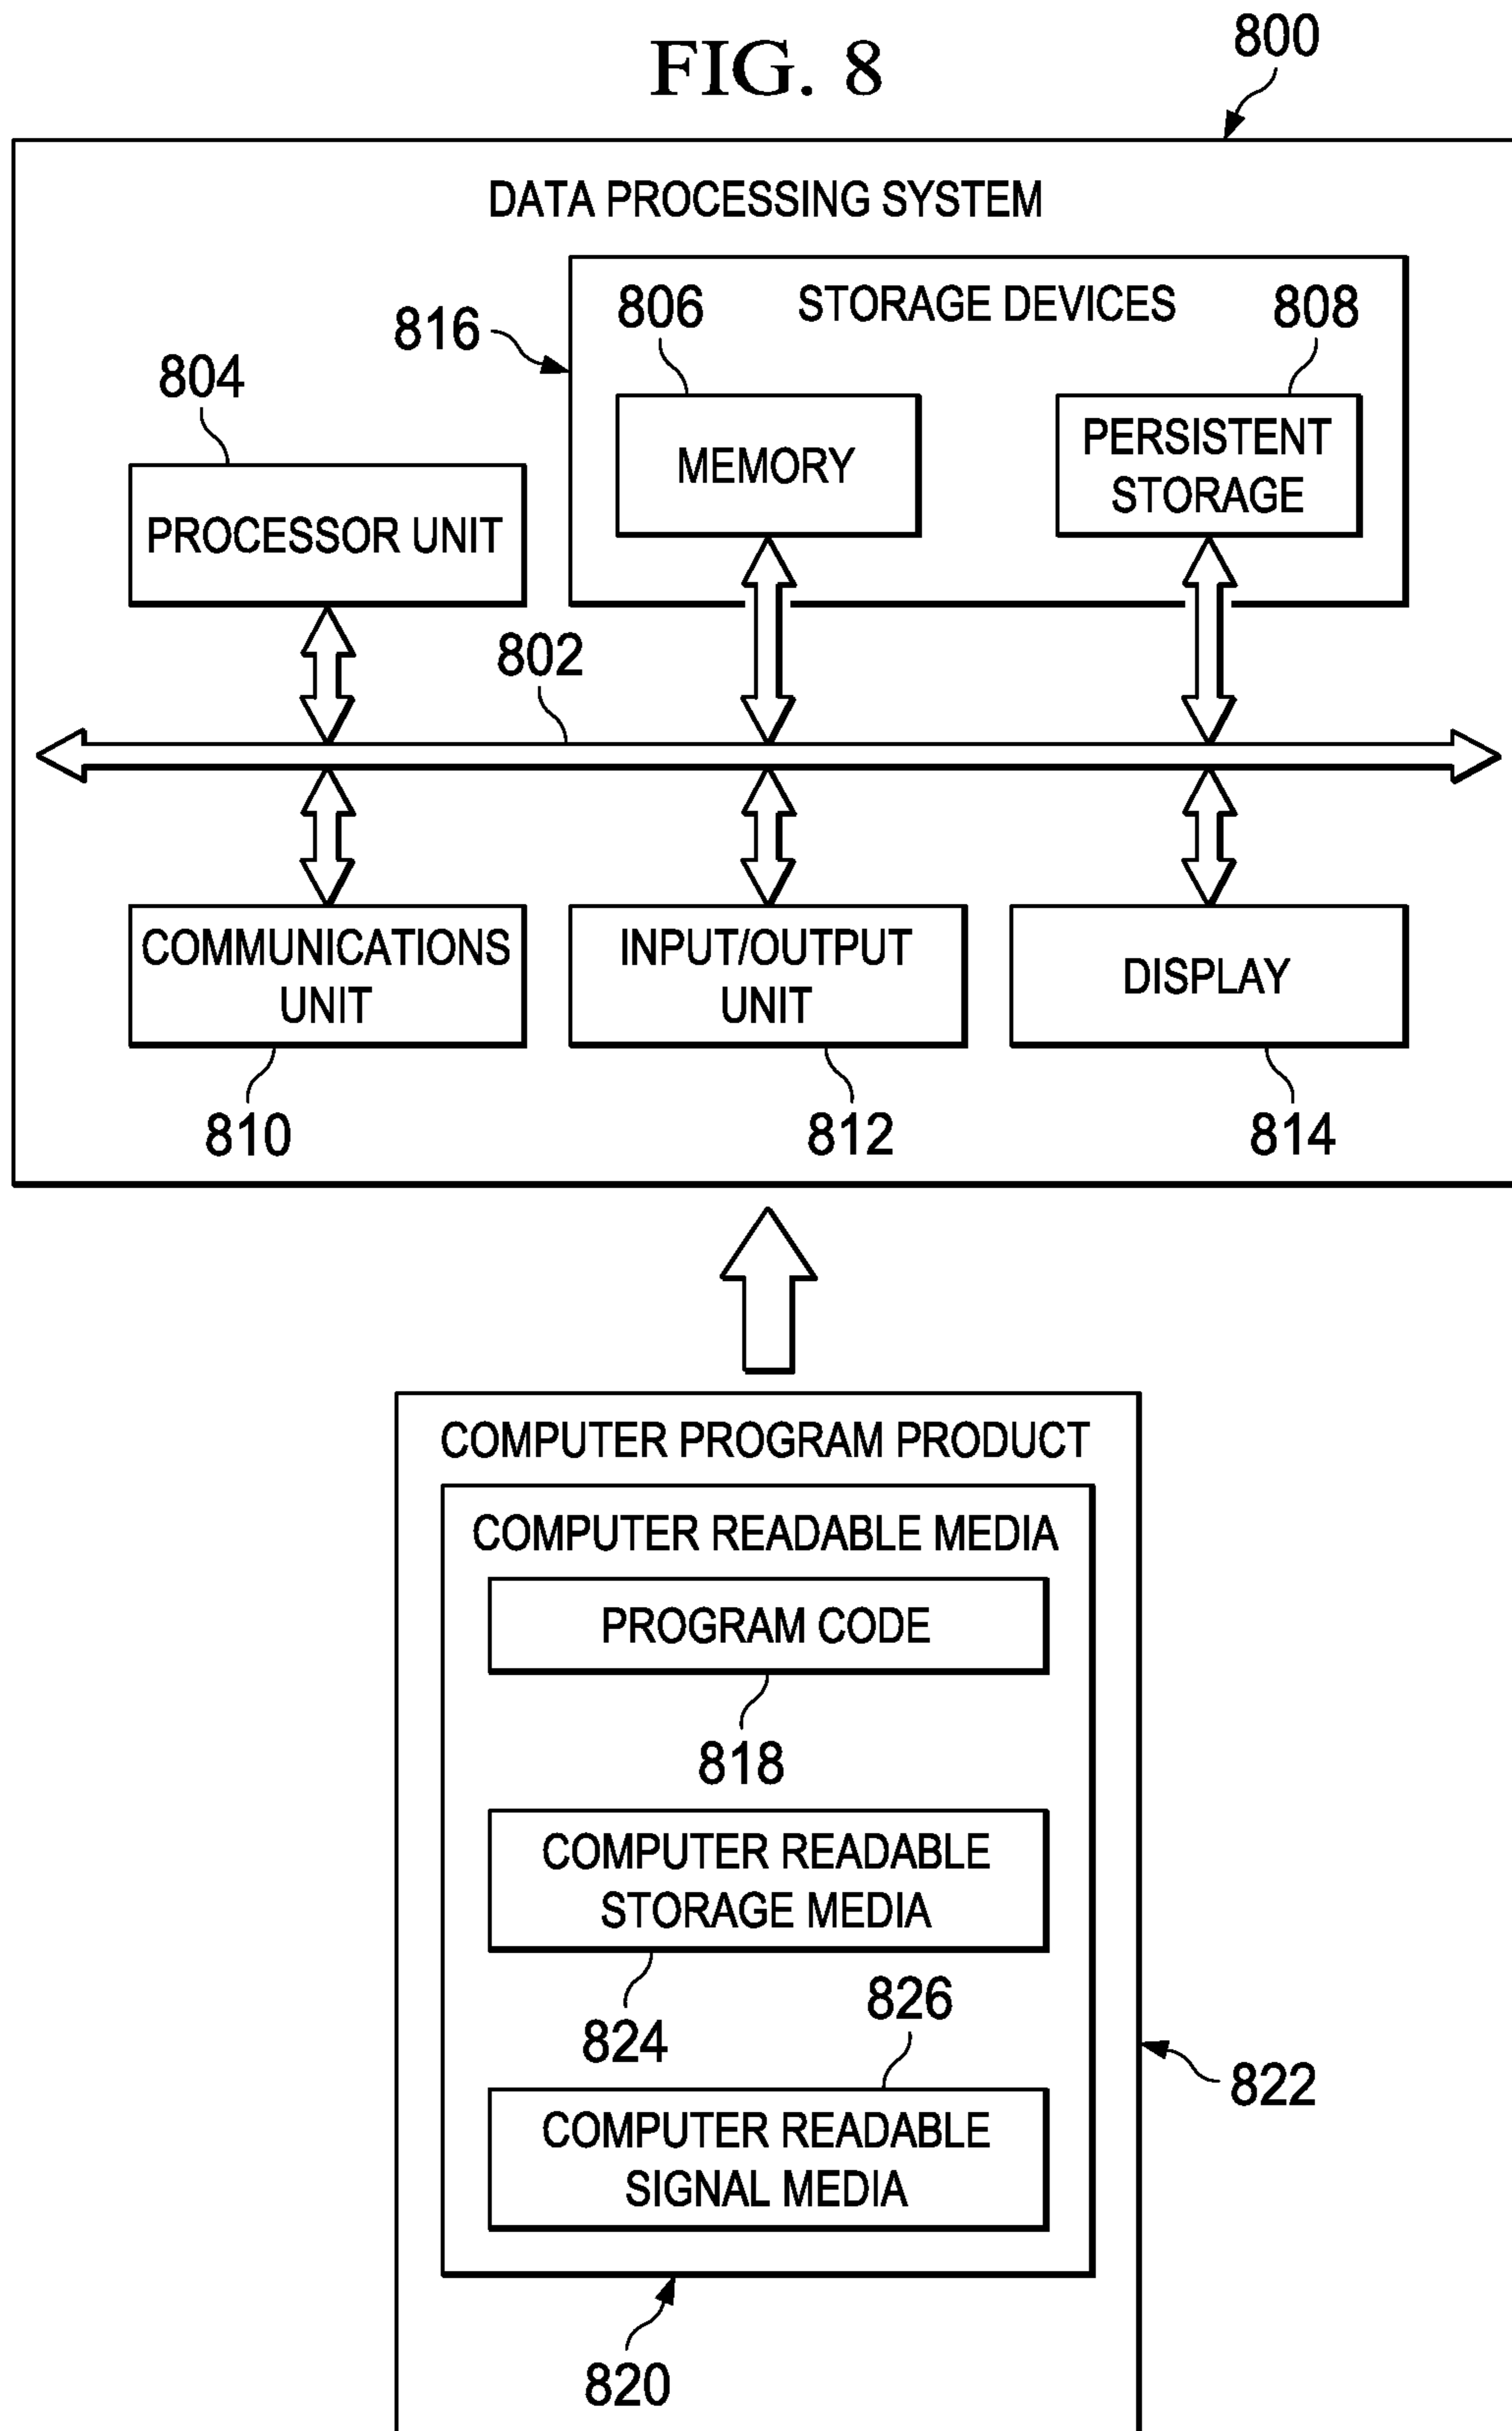 FIG. 8
800
DATA PROCESSING SYSTEM
816
806
STORAGE DEVICES
808
804
MEMORY
PERSISTENT
STORAGE
PROCESSOR UNIT
802
COMMUNICATIONS
UNIT
INPUT/OUTPUT
UNIT
DISPLAY
810
812
814
COMPUTER PROGRAM PRODUCT
COMPUTER READABLE MEDIA
PROGRAM CODE
818
COMPUTER READABLE
STORAGE MEDIA
824
826
822
COMPUTER READABLE
SIGNAL MEDIA
820